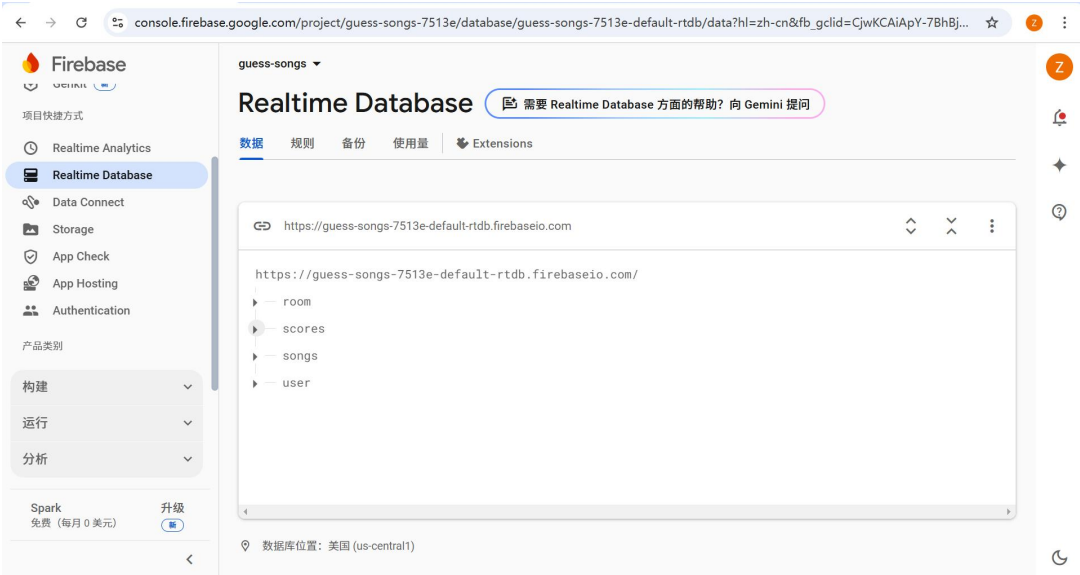 console.firebase.google.com/project/guess-songs-7513e/database/guess-songs-7513e-default-rtdb/data?hl=zh-cn&fb_gclid=CjwKCAiApY-7BhBj...
Z
Firebase
Genkit
新
项目快捷方式
Realtime Analytics
Realtime Database
Data Connect
Storage
App Check
App Hosting
Authentication
产品类别
构建
运行
分析
Spark
免费（每月 0 美元）
升级
新
guess-songs
Realtime Database
需要 Realtime Database 方面的帮助？向 Gemini 提问
数据 规则 备份 使用量 Extensions
https://guess-songs-7513e-default-rtdb.firebaseio.com
https://guess-songs-7513e-default-rtdb.firebaseio.com/
room
scores
songs
user
数据库位置：美国 (us-central1)
Z